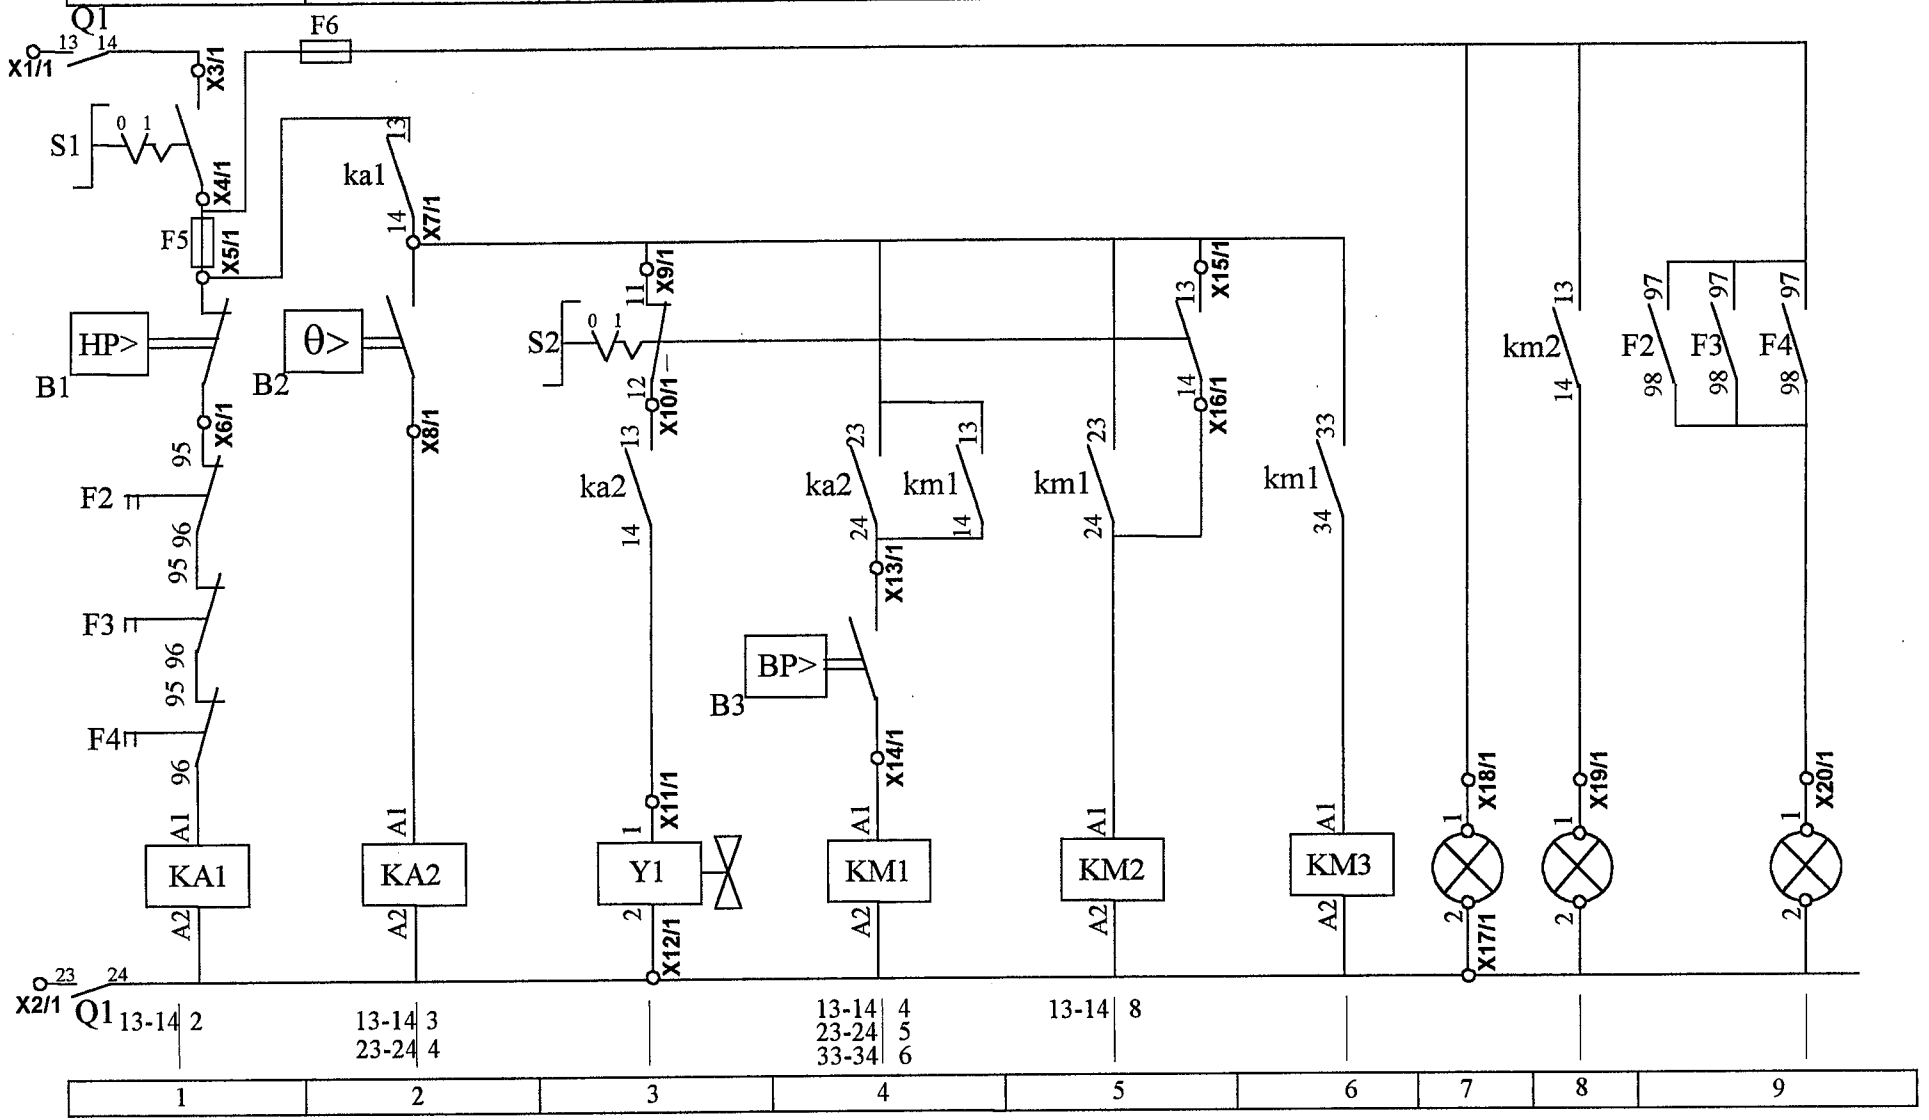 Q1
F6
13 14
X1/1
X3/1
S1
0 1
X4/1
F5
X5/1
13
ka1
14
X7/1
HP>
B1
θ>
B2
X6/1
X8/1
X9/1
11
S2
0 1
12
X10/1
X15/1
13
14
X16/1
95
F2
96
95
F3
96
95
F4
96
13
ka2
14
23
ka2
24
13
km1
14
X13/1
BP>
B3
X14/1
23
km1
24
33
km1
34
13
km2
14
97
F2
98
97
F3
98
97
F4
98
X11/1
X18/1
X19/1
X20/1
A1
KA1
A2
A1
KA2
A2
1
Y1
2
X12/1
A1
KM1
A2
A1
KM2
A2
A1
KM3
A2
1
2
X17/1
1
2
1
2
23 24
X2/1
Q1
13-14 2
13-14 3
23-24 4
13-14 4
23-24 5
33-34 6
13-14 8
1 2 3 4 5 6 7 8 9